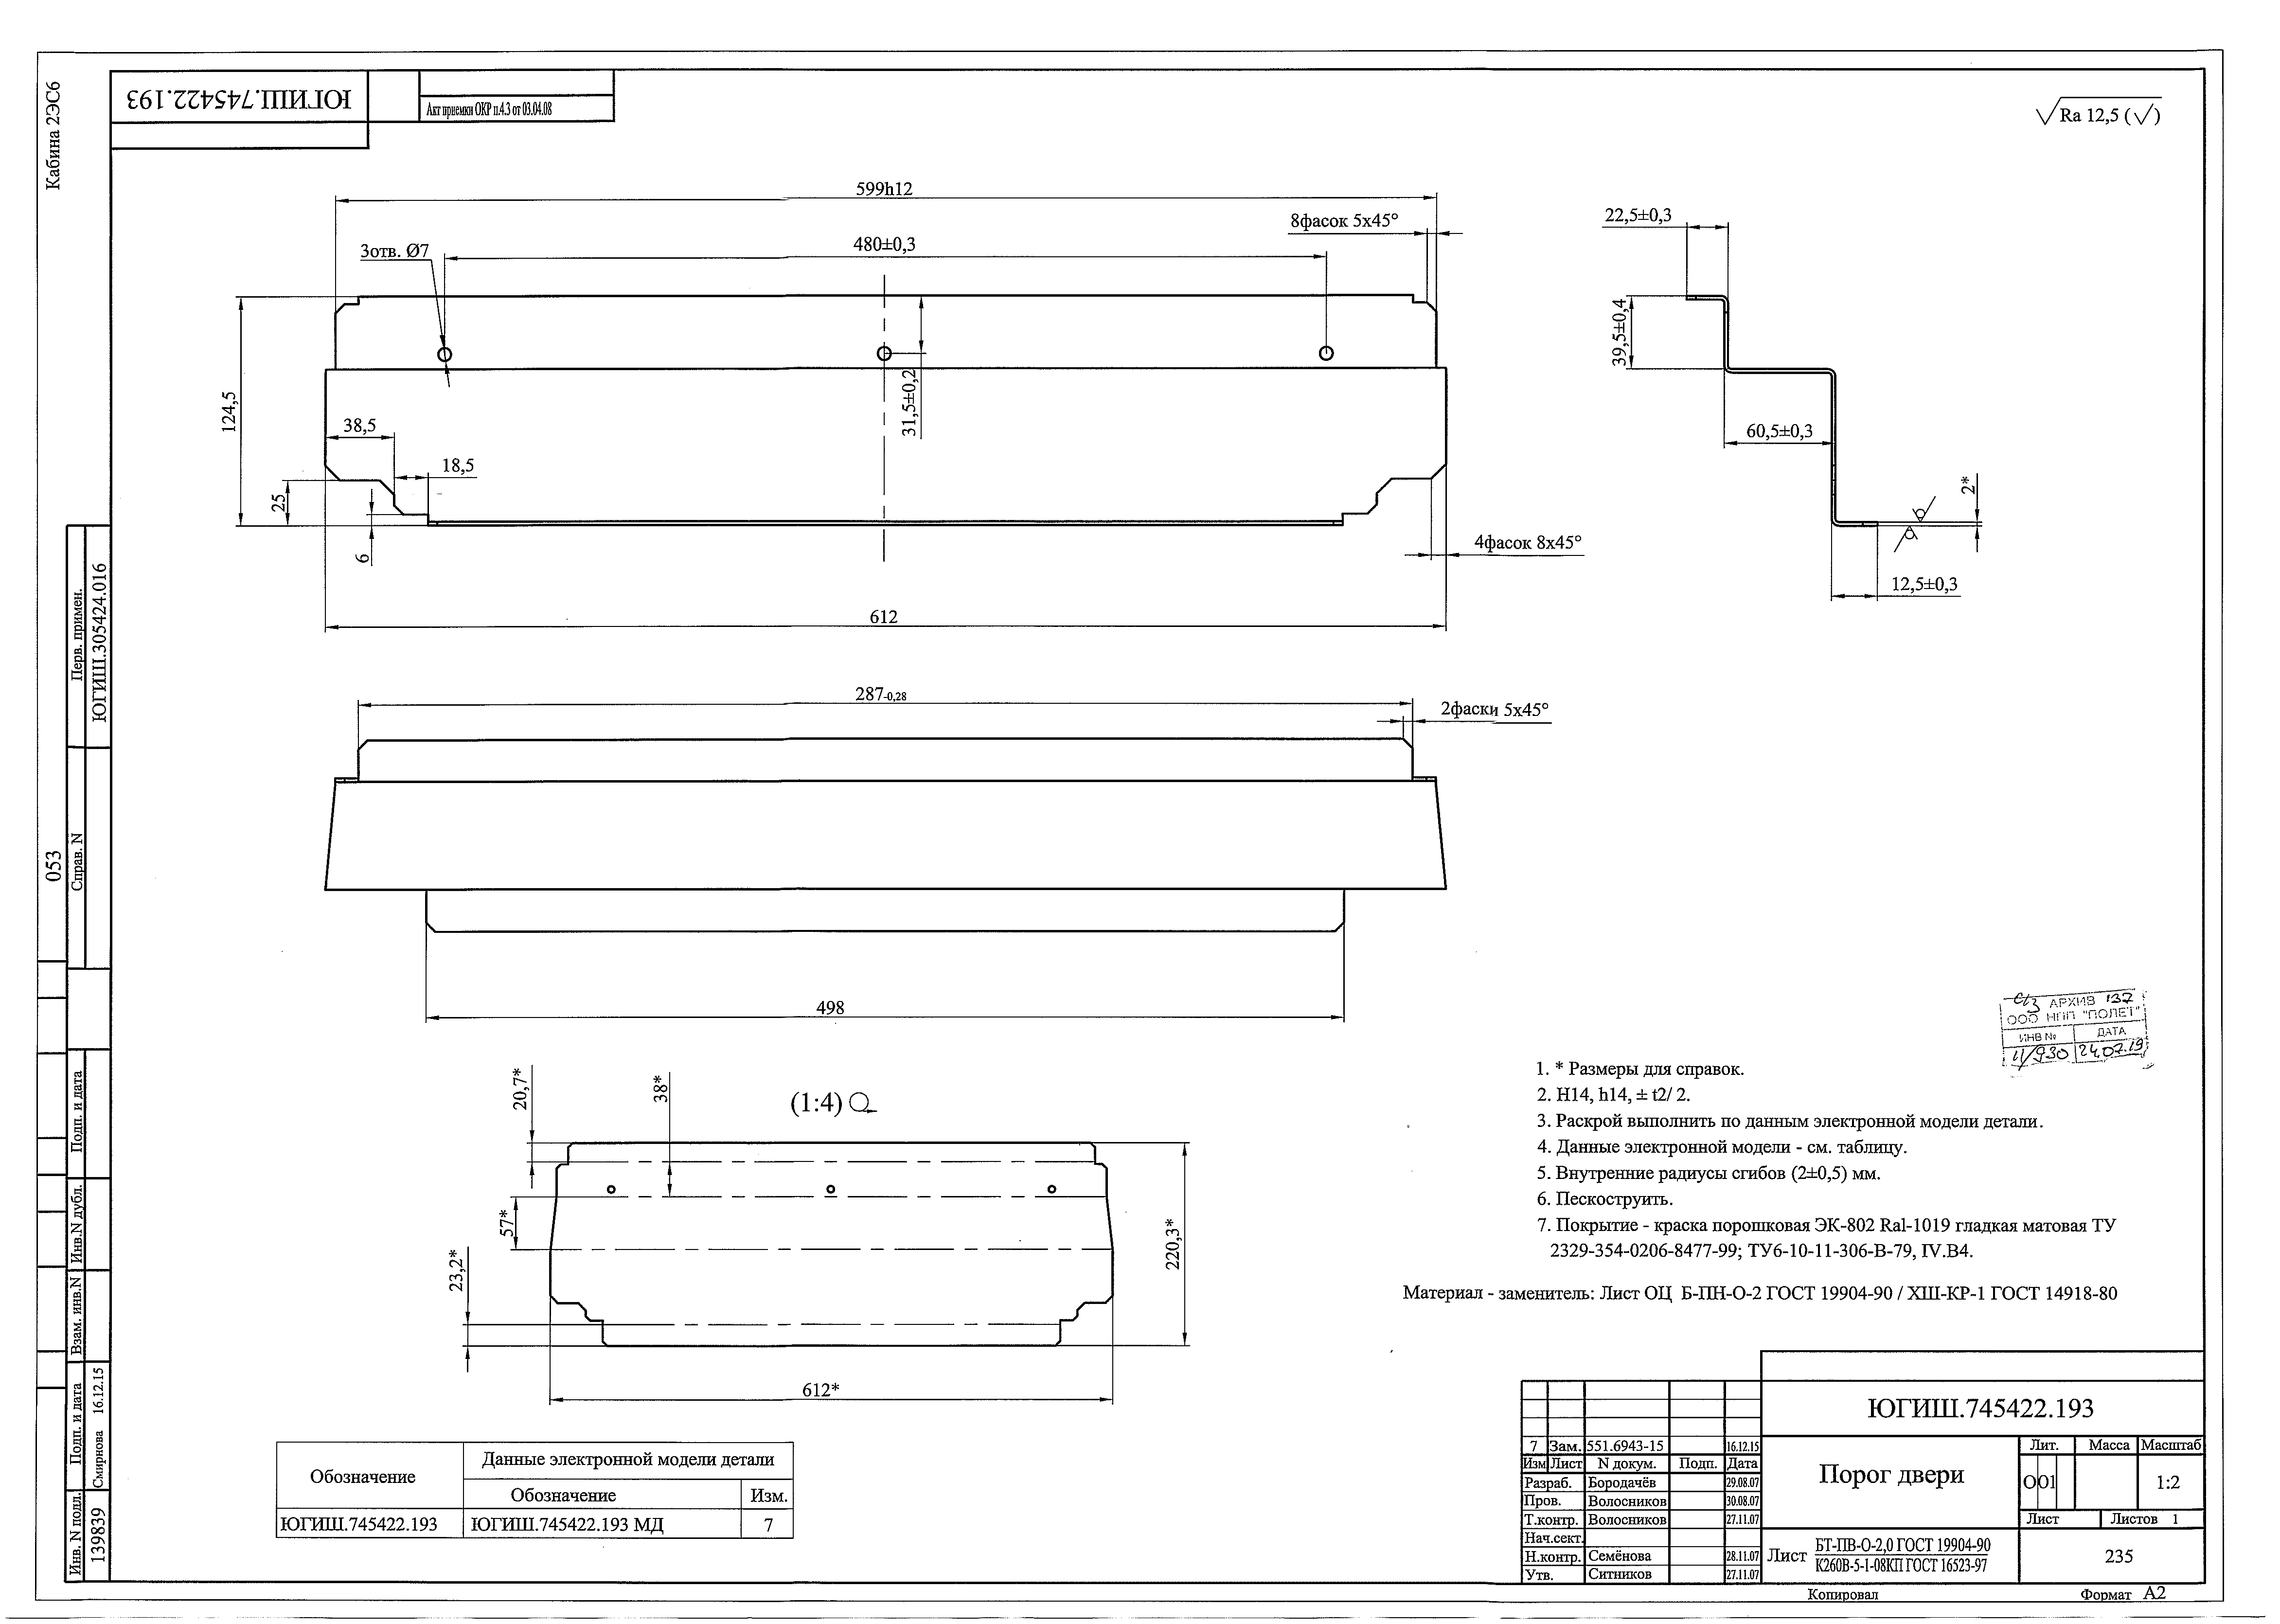 Кабина 2ЭС6
ЮГИШ.745422.193
Акт приемки ОКР п.4.3 от 03.04.08
Ra 12,5 ( )
599h12
8фасок 5x45°
480±0,3
3отв. Ø7
124,5
31,5±0,2
38,5
18,5
25
6
4фасок 8x45°
612
22,5±0,3
39,5±0,4
60,5±0,3
2*
12,5±0,3
287-0,28
2фаски 5x45°
498
(1:4)
20,7*
38*
57*
23,2*
220,3*
612*
АРХИВ 137
ООО НПП "ПОЛЕТ"
ИНВ № ДАТА
11/930 24.07.19
1. * Размеры для справок.
2. H14, h14, ± t2/ 2.
3. Раскрой выполнить по данным электронной модели детали.
4. Данные электронной модели - см. таблицу.
5. Внутренние радиусы сгибов (2±0,5) мм.
6. Пескоструить.
7. Покрытие - краска порошковая ЭК-802 Ral-1019 гладкая матовая ТУ
2329-354-0206-8477-99; ТУ6-10-11-306-В-79, IV.В4.
Материал - заменитель: Лист ОЦ Б-ПН-О-2 ГОСТ 19904-90 / ХШ-КР-1 ГОСТ 14918-80
Обозначение Данные электронной модели детали
Обозначение Изм.
ЮГИШ.745422.193 ЮГИШ.745422.193 МД 7
Перв. примен.
ЮГИШ.305424.016
Справ. N
053
Подп. и дата
Инв.N дубл.
Взам. инв.N
Подп. и дата
Смирнова 16.12.15
Инв. N подл.
139839
ЮГИШ.745422.193
7 Зам. 551.6943-15 16.12.15
Изм Лист N докум. Подп. Дата
Разраб. Бородачёв 29.08.07
Пров. Волосников 30.08.07
Т.контр. Волосников 27.11.07
Нач.сект.
Н.контр. Семёнова 28.11.07
Утв. Ситников 27.11.07
Порог двери
Лит. Масса Масштаб
О О1 1:2
Лист Листов 1
Лист БТ-ПВ-О-2,0 ГОСТ 19904-90
К260В-5-1-08КП ГОСТ 16523-97
235
Копировал Формат А2